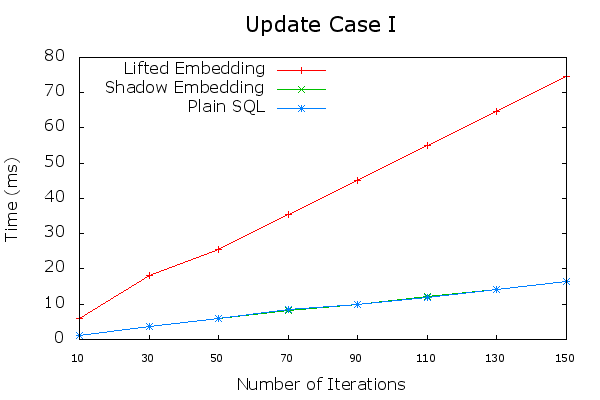 Update Case I
Lifted Embedding
Shadow Embedding
Plain SQL
80
70
60
50
40
30
20
10
0
Time (ms)
10 30 50 70 90 110 130 150
Number of Iterations